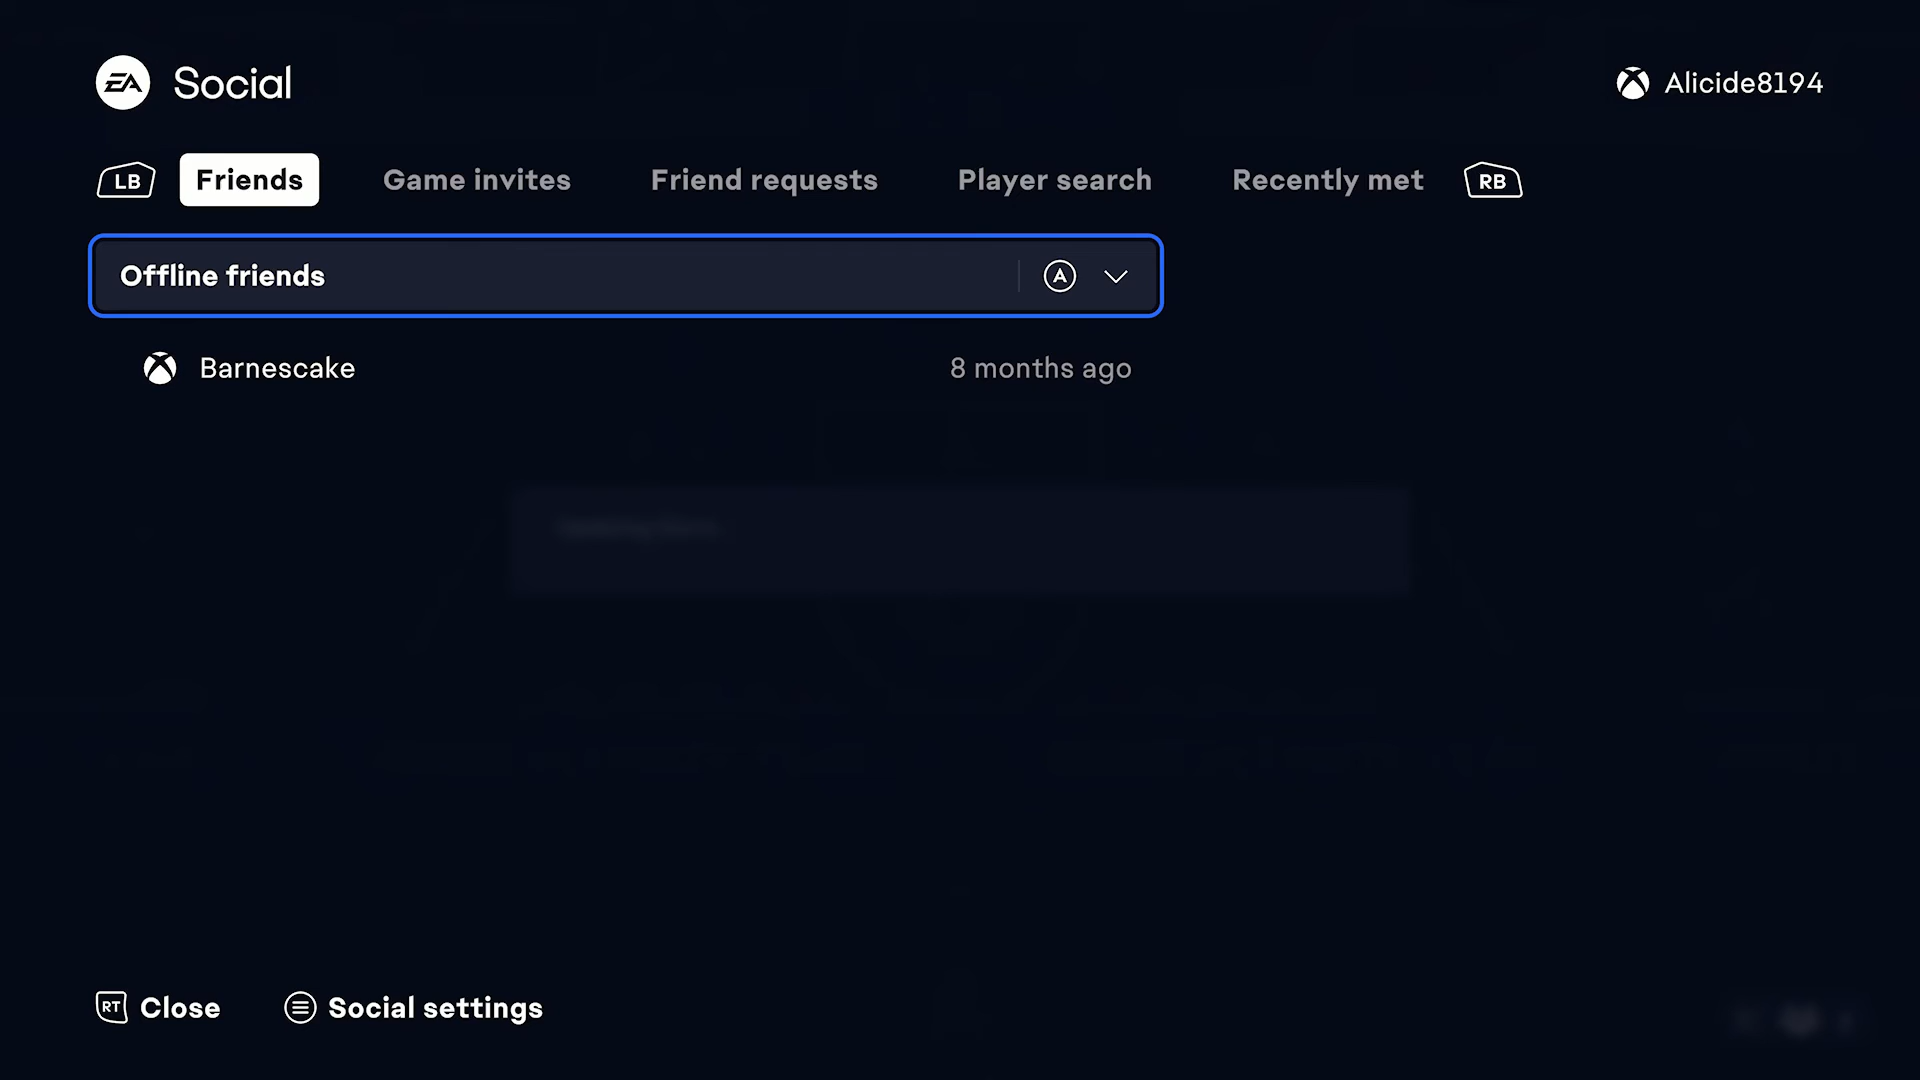 EA Social
Alicide8194
LB Friends Game invites Friend requests Player search Recently met RB
Offline friends A
Barnescake 8 months ago
RT Close Social settings